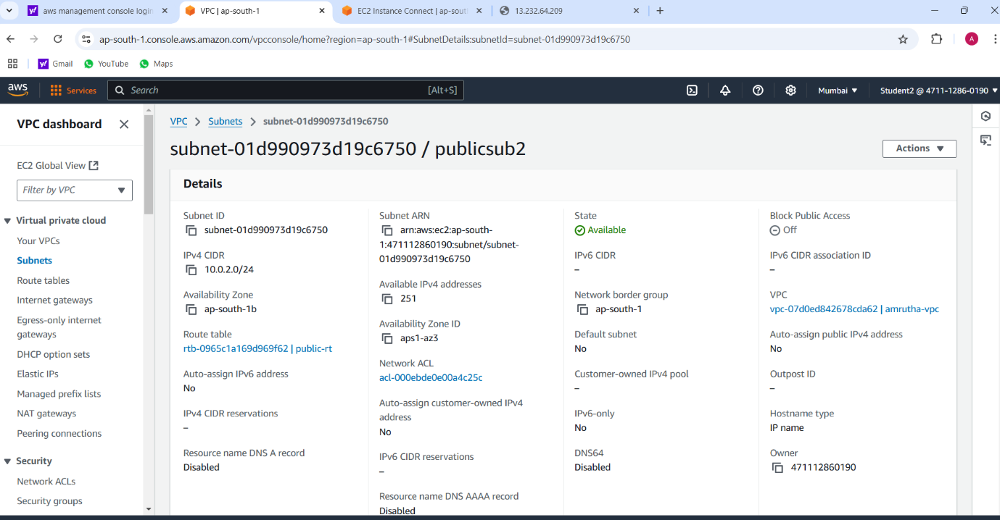 aws management console login
VPC | ap-south-1
EC2 Instance Connect | ap-sout
13.232.64.209
ap-south-1.console.aws.amazon.com/vpcconsole/home?region=ap-south-1#SubnetDetails:subnetId=subnet-01d990973d19c6750
A
Gmail
YouTube
Maps
aws
Services
Search
[Alt+S]
Mumbai
Student2 @ 4711-1286-0190
VPC dashboard
EC2 Global View
Filter by VPC
Virtual private cloud
Your VPCs
Subnets
Route tables
Internet gateways
Egress-only internet
gateways
DHCP option sets
Elastic IPs
Managed prefix lists
NAT gateways
Peering connections
Security
Network ACLs
Security groups
VPC
Subnets
subnet-01d990973d19c6750
subnet-01d990973d19c6750 / publicsub2
Actions
Details
Subnet ID
subnet-01d990973d19c6750
IPv4 CIDR
10.0.2.0/24
Availability Zone
ap-south-1b
Route table
rtb-0965c1a169d969f62 | public-rt
Auto-assign IPv6 address
No
IPv4 CIDR reservations
–
Resource name DNS A record
Disabled
Subnet ARN
arn:aws:ec2:ap-south-
1:471112860190:subnet/subnet-
01d990973d19c6750
Available IPv4 addresses
251
Availability Zone ID
aps1-az3
Network ACL
acl-000ebde0e00a4c25c
Auto-assign customer-owned IPv4
address
No
IPv6 CIDR reservations
–
Resource name DNS AAAA record
Disabled
State
Available
IPv6 CIDR
–
Network border group
ap-south-1
Default subnet
No
Customer-owned IPv4 pool
–
IPv6-only
No
DNS64
Disabled
Block Public Access
Off
IPv6 CIDR association ID
–
VPC
vpc-07d0ed842678cda62 | amrutha-vpc
Auto-assign public IPv4 address
No
Outpost ID
–
Hostname type
IP name
Owner
471112860190